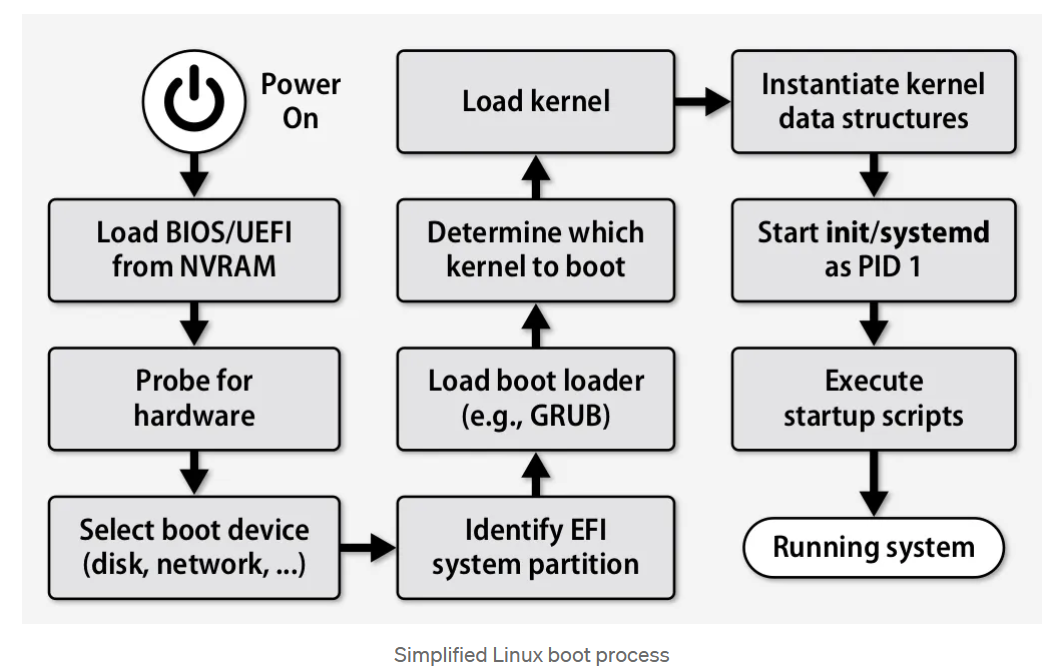 Power
On
Load BIOS/UEFI
from NVRAM
Probe for
hardware
Select boot device
(disk, network, ...)
Identify EFI
system partition
Load boot loader
(e.g., GRUB)
Determine which
kernel to boot
Load kernel
Instantiate kernel
data structures
Start init/systemd
as PID 1
Execute
startup scripts
Running system
Simplified Linux boot process